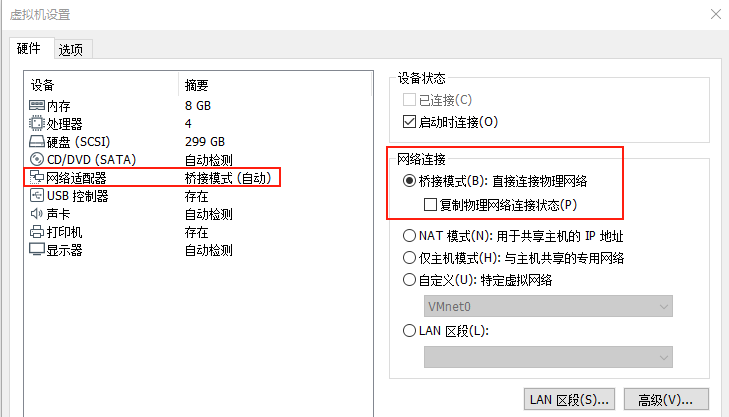 虚拟机设置
硬件 选项
设备 摘要
内存 8 GB
处理器 4
硬盘 (SCSI) 299 GB
CD/DVD (SATA) 自动检测
网络适配器 桥接模式 (自动)
USB 控制器 存在
声卡 自动检测
打印机 存在
显示器 自动检测
设备状态
已连接(C)
启动时连接(O)
网络连接
桥接模式(B): 直接连接物理网络
复制物理网络连接状态(P)
NAT 模式(N): 用于共享主机的 IP 地址
仅主机模式(H): 与主机共享的专用网络
自定义(U): 特定虚拟网络
VMnet0
LAN 区段(L):
LAN 区段(S)... 高级(V)...